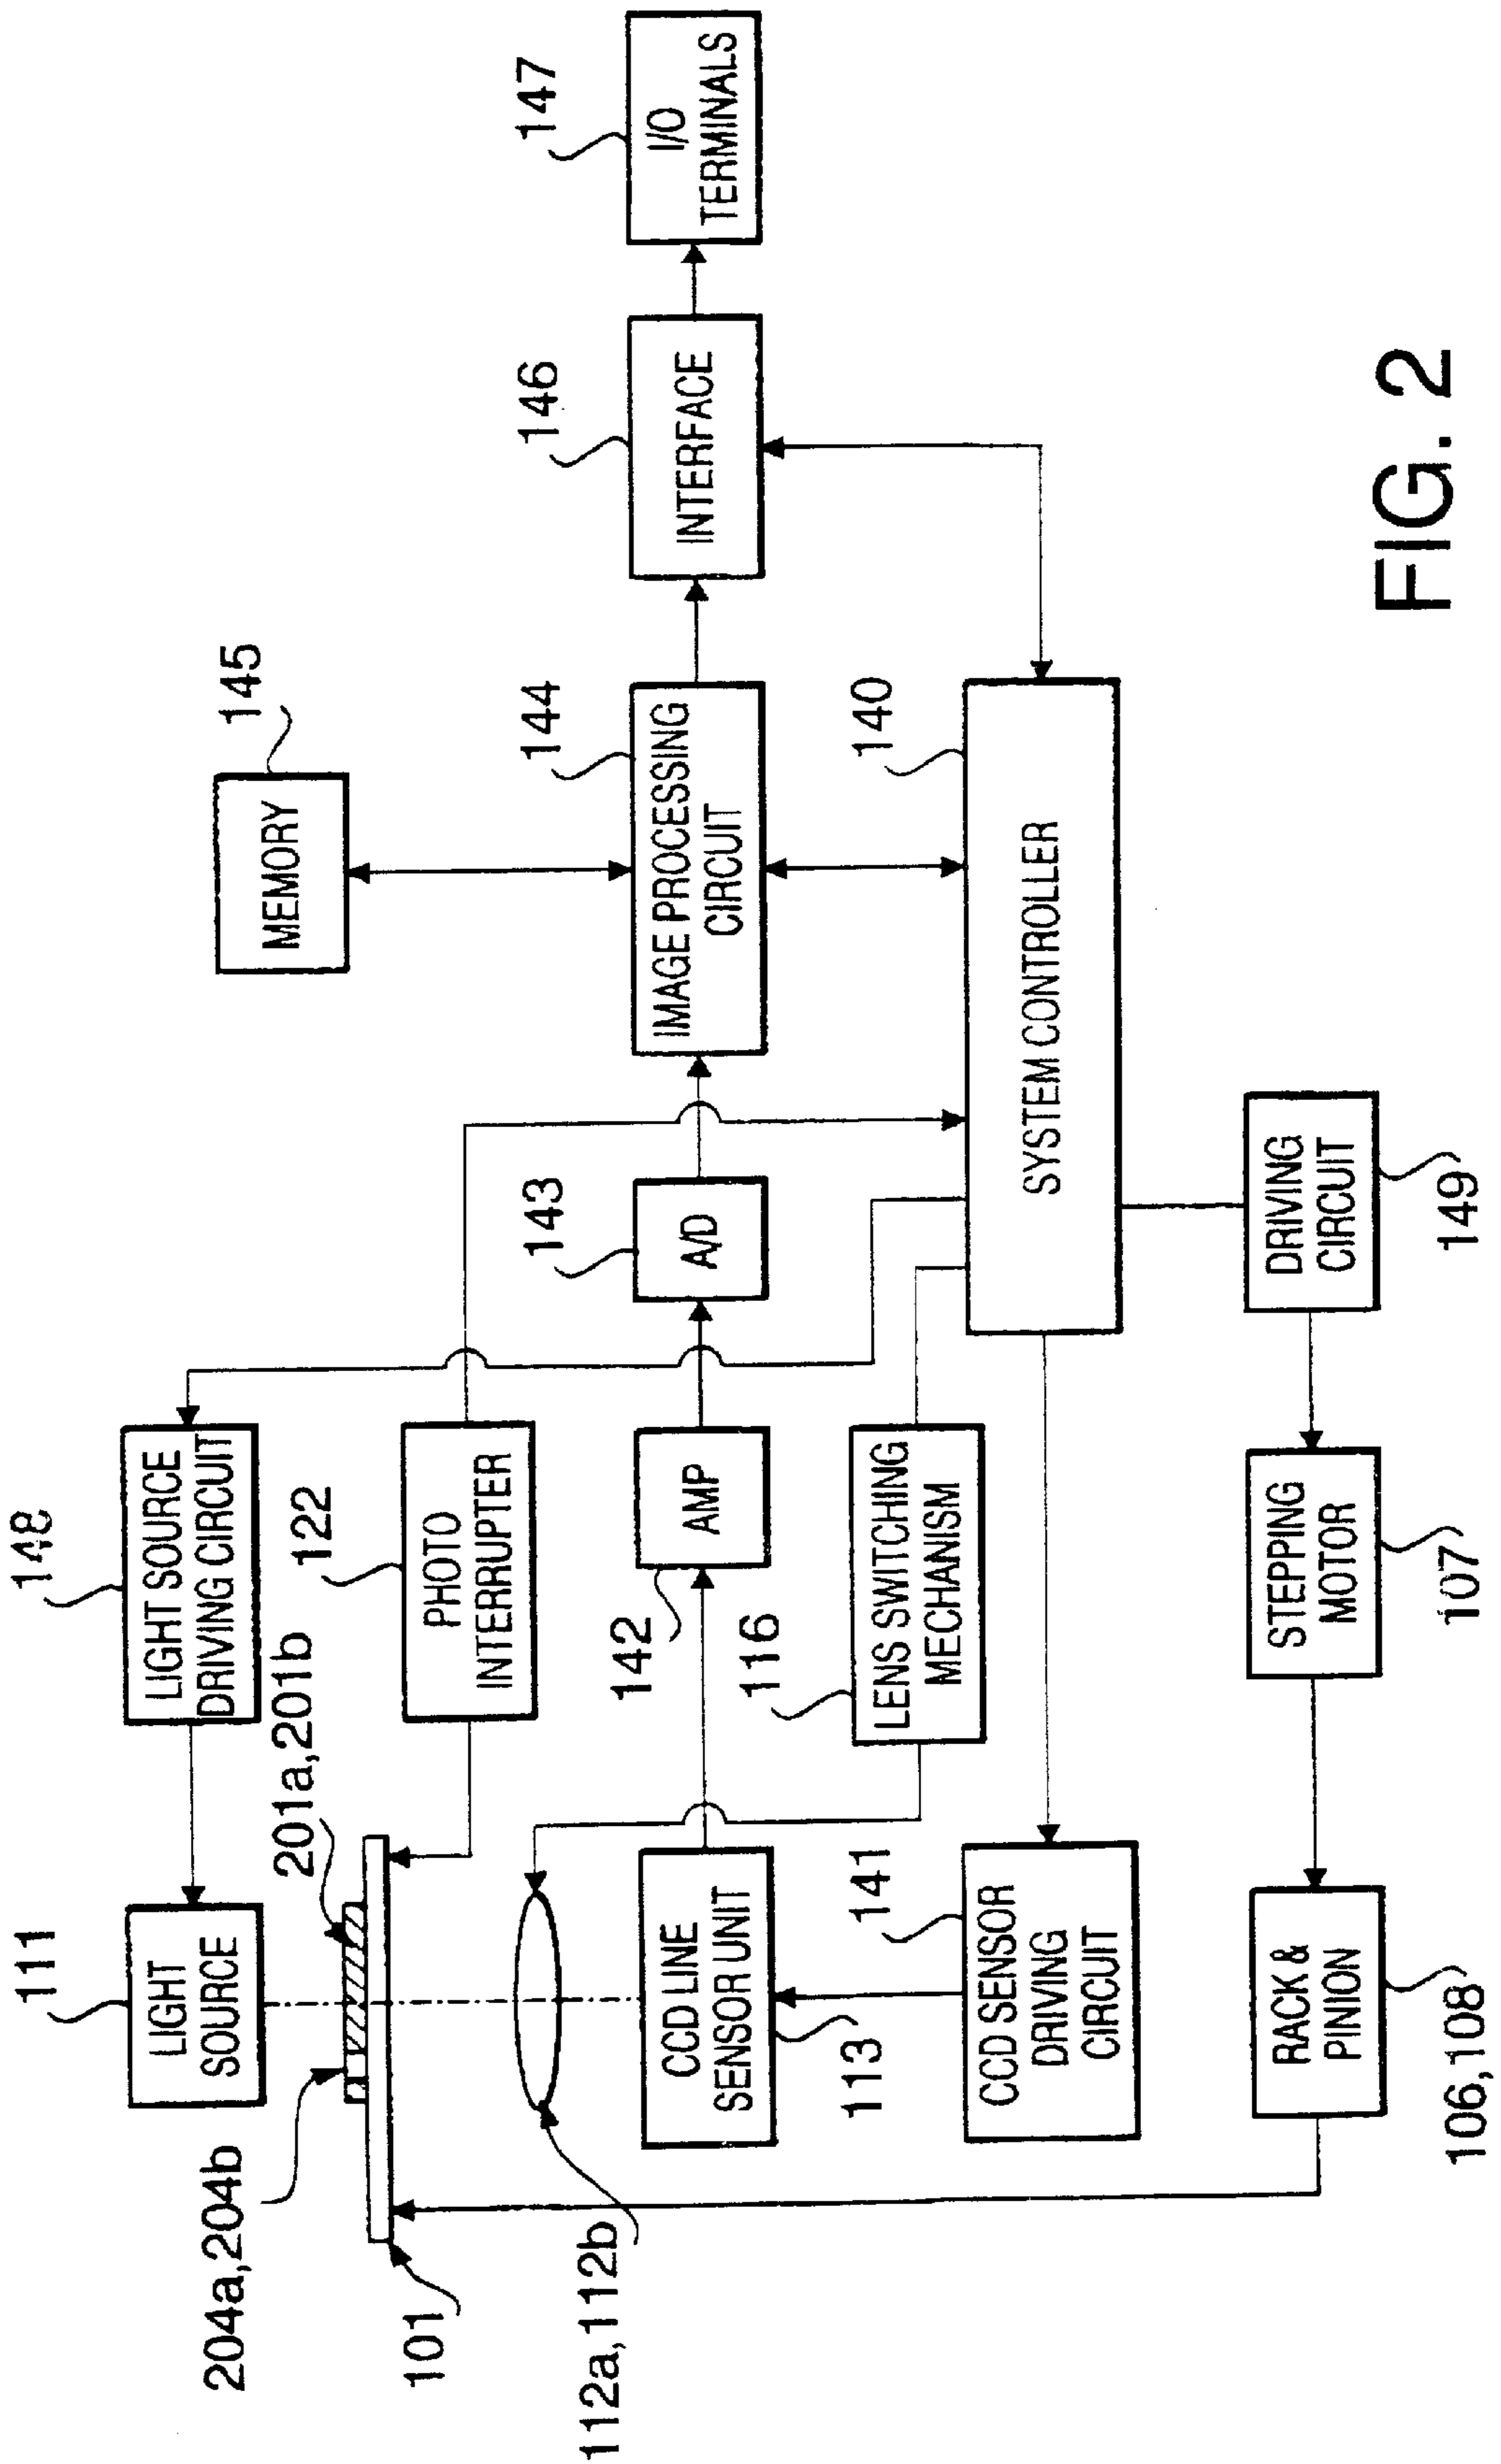 111
LIGHT
SOURCE
148
LIGHT SOURCE
DRIVING CIRCUIT
145
MEMORY
204a,204b
201a,201b
122
PHOTO
INTERRUPTER
101
112a,112b
CCD LINE
SENSOR UNIT
113
142
AMP
143
A/D
144
IMAGE PROCESSING
CIRCUIT
146
INTERFACE
147
I/O
TERMINALS
116
LENS SWITCHING
MECHANISM
141
CCD SENSOR
DRIVING
CIRCUIT
140
SYSTEM CONTROLLER
RACK &
PINION
106,108
STEPPING
MOTOR
107
DRIVING
CIRCUIT
149
FIG. 2